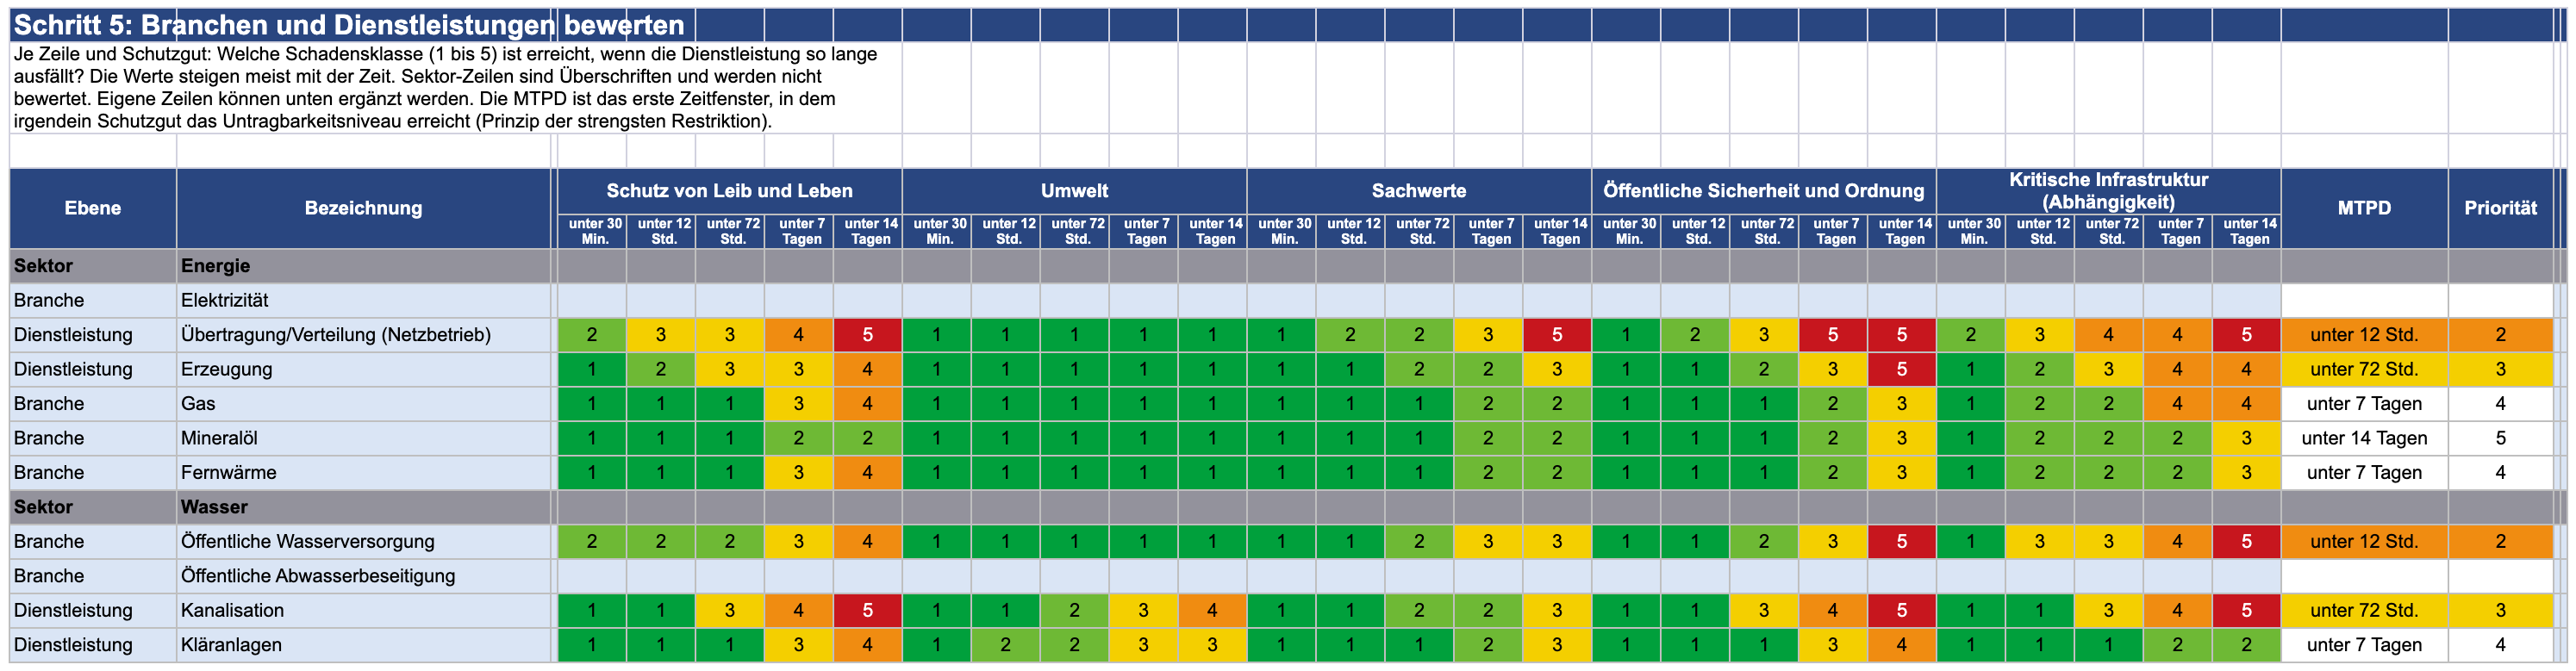 Schritt 5: Branchen und Dienstleistungen bewerten
Je Zeile und Schutzgut: Welche Schadensklasse (1 bis 5) ist erreicht, wenn die Dienstleistung so lange
ausfällt? Die Werte steigen meist mit der Zeit. Sektor-Zeilen sind Überschriften und werden nicht
bewertet. Eigene Zeilen können unten ergänzt werden. Die MTPD ist das erste Zeitfenster, in dem
irgendein Schutzgut das Untragbarkeitsniveau erreicht (Prinzip der strengsten Restriktion).
Ebene Bezeichnung Schutz von Leib und Leben Umwelt Sachwerte Öffentliche Sicherheit und Ordnung Kritische Infrastruktur
(Abhängigkeit) MTPD Priorität
unter 30 unter 12 unter 72 unter 7 unter 14 unter 30 unter 12 unter 72 unter 7 unter 14 unter 30 unter 12 unter 72 unter 7 unter 14 unter 30 unter 12 unter 72 unter 7 unter 14 unter 30 unter 12 unter 72 unter 7 unter 14
Min. Std. Std. Tagen Tagen Min. Std. Std. Tagen Tagen Min. Std. Std. Tagen Tagen Min. Std. Std. Tagen Tagen Min. Std. Std. Tagen Tagen
Sektor Energie
Branche Elektrizität
Dienstleistung Übertragung/Verteilung (Netzbetrieb) 2 3 3 4 5 1 1 1 1 1 1 2 2 3 5 1 2 3 5 5 2 3 4 4 5 unter 12 Std. 2
Dienstleistung Erzeugung 1 2 3 3 4 1 1 1 1 1 1 1 2 2 3 1 1 2 3 5 1 2 3 4 4 unter 72 Std. 3
Branche Gas 1 1 1 3 4 1 1 1 1 1 1 1 1 2 2 1 1 1 2 3 1 2 2 4 4 unter 7 Tagen 4
Branche Mineralöl 1 1 1 2 2 1 1 1 1 1 1 1 1 2 2 1 1 1 2 3 1 2 2 2 3 unter 14 Tagen 5
Branche Fernwärme 1 1 1 3 4 1 1 1 1 1 1 1 1 2 2 1 1 1 2 3 1 2 2 2 3 unter 7 Tagen 4
Sektor Wasser
Branche Öffentliche Wasserversorgung 2 2 2 3 4 1 1 1 1 1 1 1 2 3 3 1 1 2 3 5 1 3 3 4 5 unter 12 Std. 2
Branche Öffentliche Abwasserbeseitigung
Dienstleistung Kanalisation 1 1 3 4 5 1 1 2 3 4 1 1 2 2 3 1 1 3 4 5 1 1 3 4 5 unter 72 Std. 3
Dienstleistung Kläranlagen 1 1 1 3 4 1 2 2 3 3 1 1 1 2 3 1 1 1 3 4 1 1 1 2 2 unter 7 Tagen 4